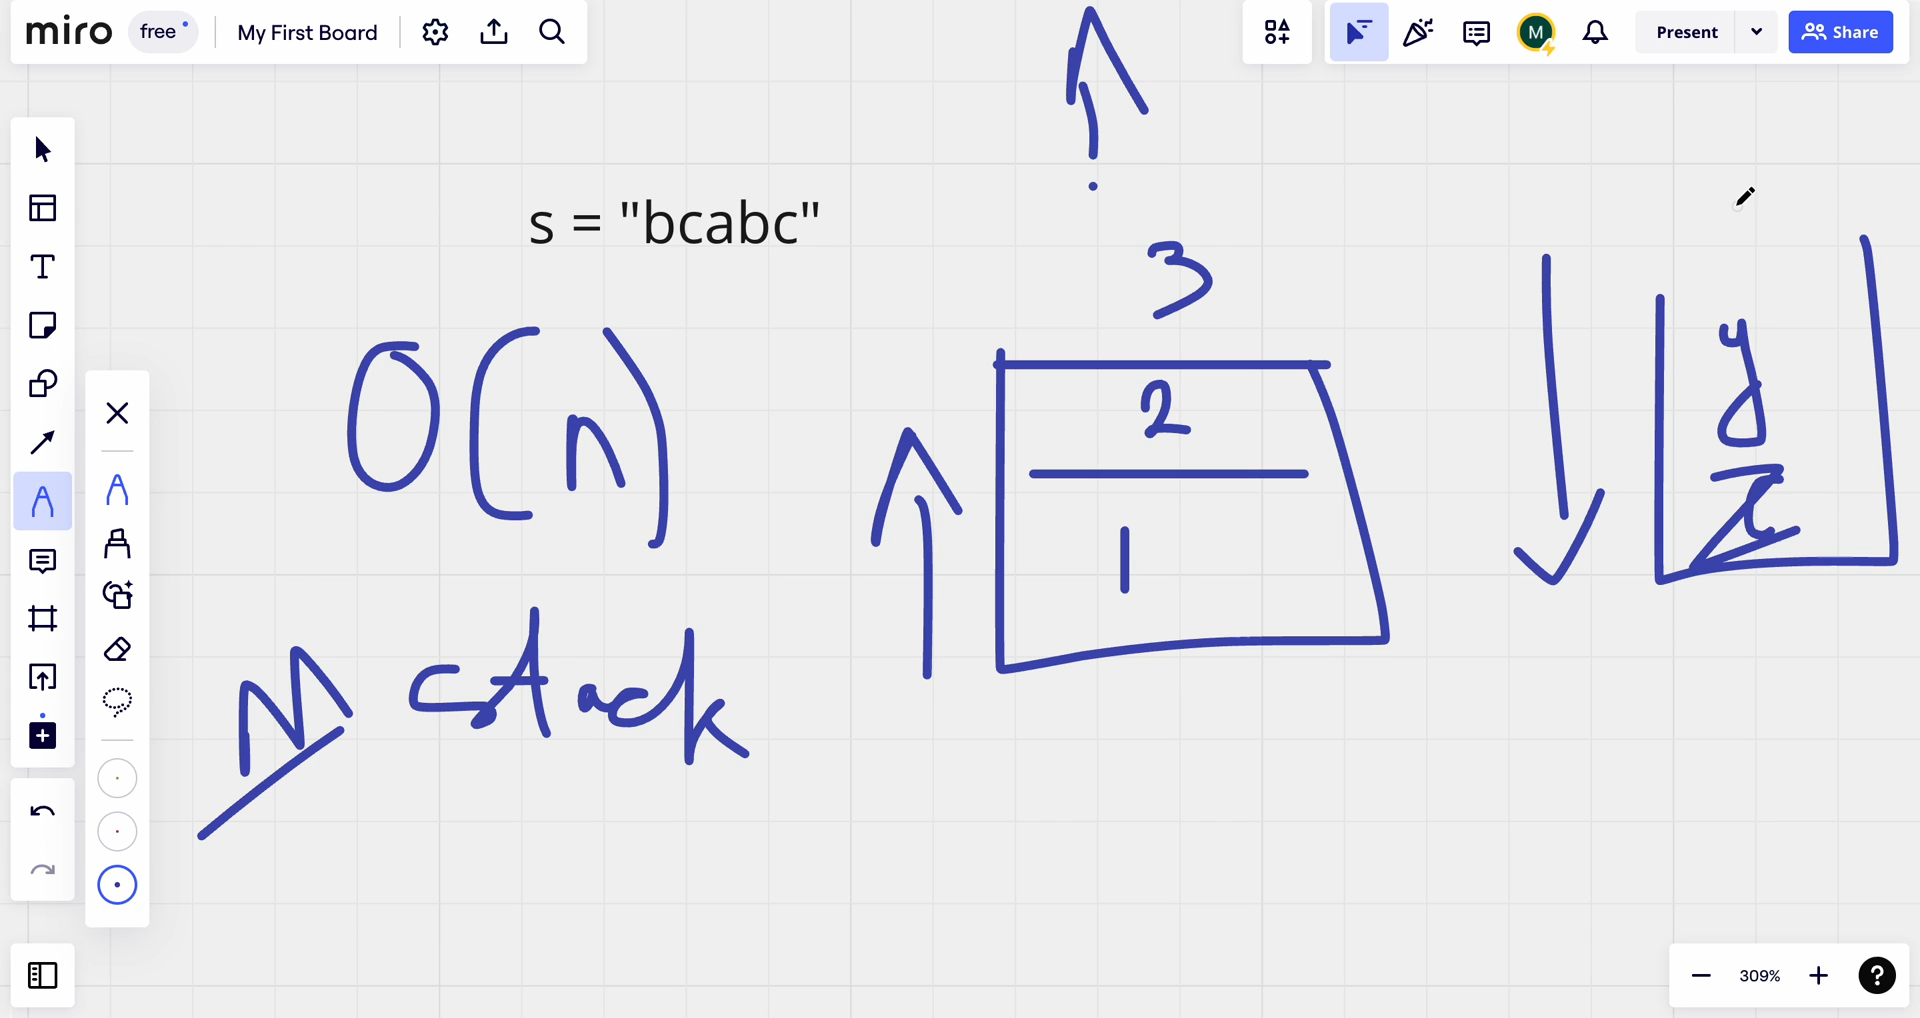 miro
free
My First Board
Present
Share
s = "bcabc"
O(n)
3
2
1
M stack
309%
M